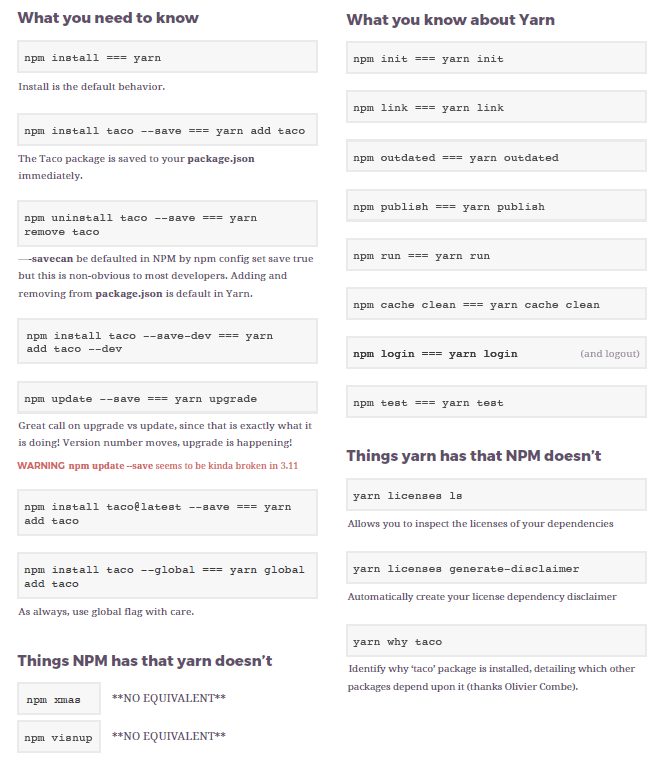 What you need to know
npm install === yarn
Install is the default behavior.
npm install taco --save === yarn add taco
The Taco package is saved to your package.json
immediately.
npm uninstall taco --save === yarn
remove taco
—-savecan be defaulted in NPM by npm config set save true
but this is non-obvious to most developers. Adding and
removing from package.json is default in Yarn.
npm install taco --save-dev === yarn
add taco --dev
npm update --save === yarn upgrade
Great call on upgrade vs update, since that is exactly what it
is doing! Version number moves, upgrade is happening!
WARNING npm update --save seems to be kinda broken in 3.11
npm install taco@latest --save === yarn
add taco
npm install taco --global === yarn global
add taco
As always, use global flag with care.
Things NPM has that yarn doesn’t
npm xmas **NO EQUIVALENT**
npm visnup **NO EQUIVALENT**
What you know about Yarn
npm init === yarn init
npm link === yarn link
npm outdated === yarn outdated
npm publish === yarn publish
npm run === yarn run
npm cache clean === yarn cache clean
npm login === yarn login (and logout)
npm test === yarn test
Things yarn has that NPM doesn’t
yarn licenses ls
Allows you to inspect the licenses of your dependencies
yarn licenses generate-disclaimer
Automatically create your license dependency disclaimer
yarn why taco
Identify why ‘taco’ package is installed, detailing which other
packages depend upon it (thanks Olivier Combe).